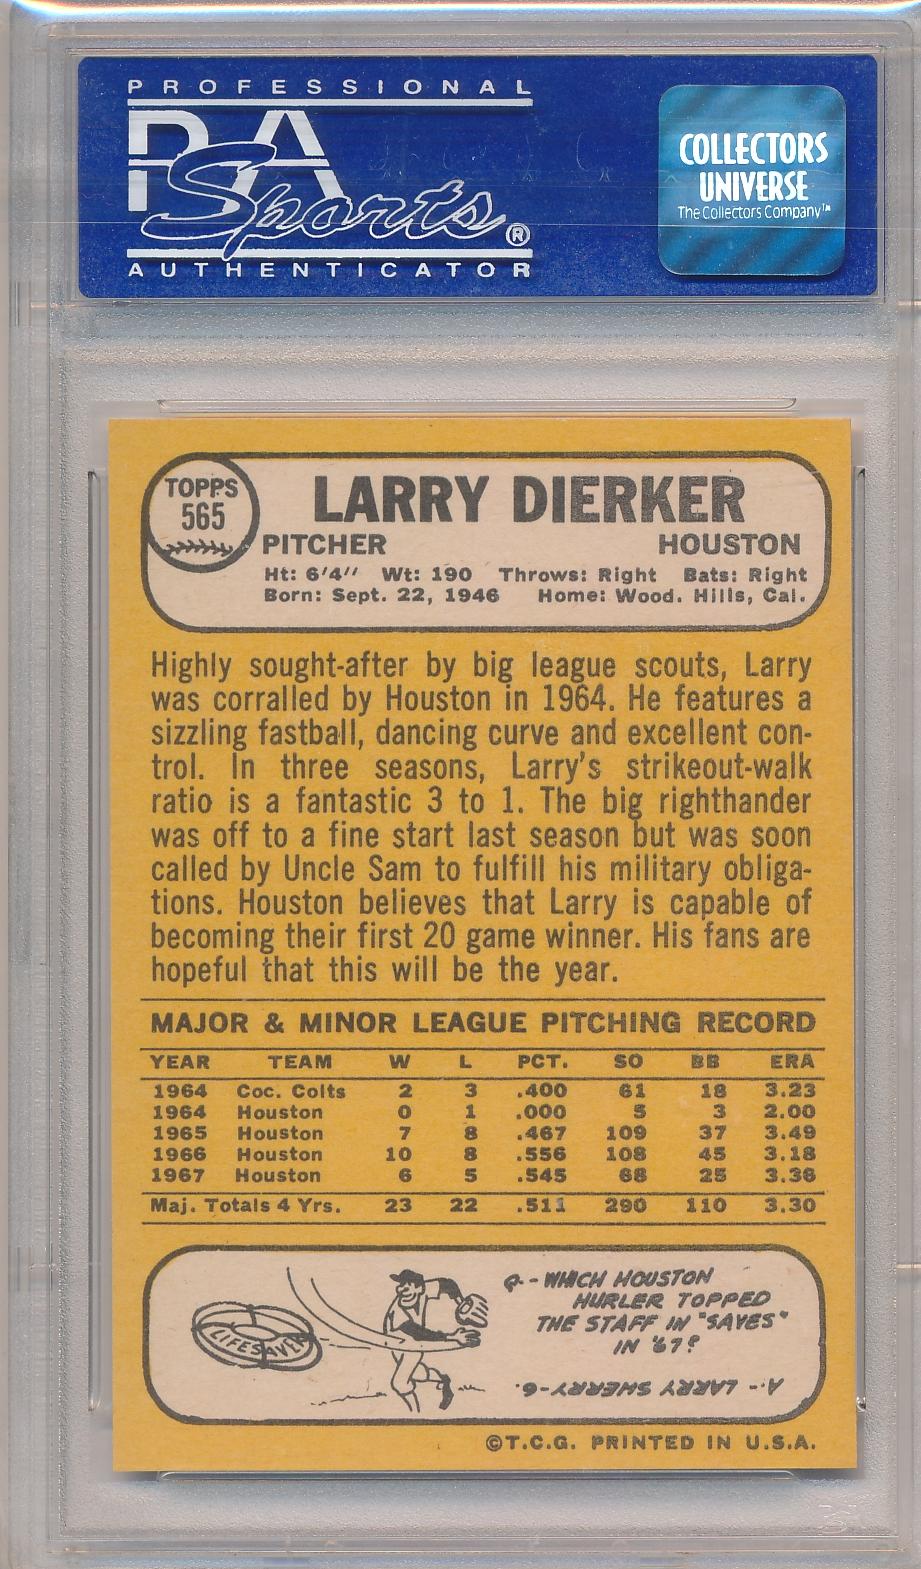 PROFESSIONAL
PSA
Sports®
AUTHENTICATOR
COLLECTORS
UNIVERSE
The Collectors Company™
TOPPS
565
LARRY DIERKER
PITCHER HOUSTON
Ht: 6'4" Wt: 190 Throws: Right Bats: Right
Born: Sept. 22, 1946 Home: Wood. Hills, Cal.
Highly sought-after by big league scouts, Larry
was corralled by Houston in 1964. He features a
sizzling fastball, dancing curve and excellent con-
trol. In three seasons, Larry's strikeout-walk
ratio is a fantastic 3 to 1. The big righthander
was off to a fine start last season but was soon
called by Uncle Sam to fulfill his military obliga-
tions. Houston believes that Larry is capable of
becoming their first 20 game winner. His fans are
hopeful that this will be the year.
MAJOR & MINOR LEAGUE PITCHING RECORD
YEAR TEAM W L PCT. SO BB ERA
1964 Coc. Colts 2 3 .400 61 18 3.23
1964 Houston 0 1 .000 5 3 2.00
1965 Houston 7 8 .467 109 37 3.49
1966 Houston 10 8 .556 108 45 3.18
1967 Houston 6 5 .545 68 25 3.36
Maj. Totals 4 Yrs. 23 22 .511 290 110 3.30
LIFESAVER
Q.-WHICH HOUSTON
HURLER TOPPED
THE STAFF IN "SAVES"
IN '67?
A.-LARRY SHERRY-6.
©T.C.G. PRINTED IN U.S.A.